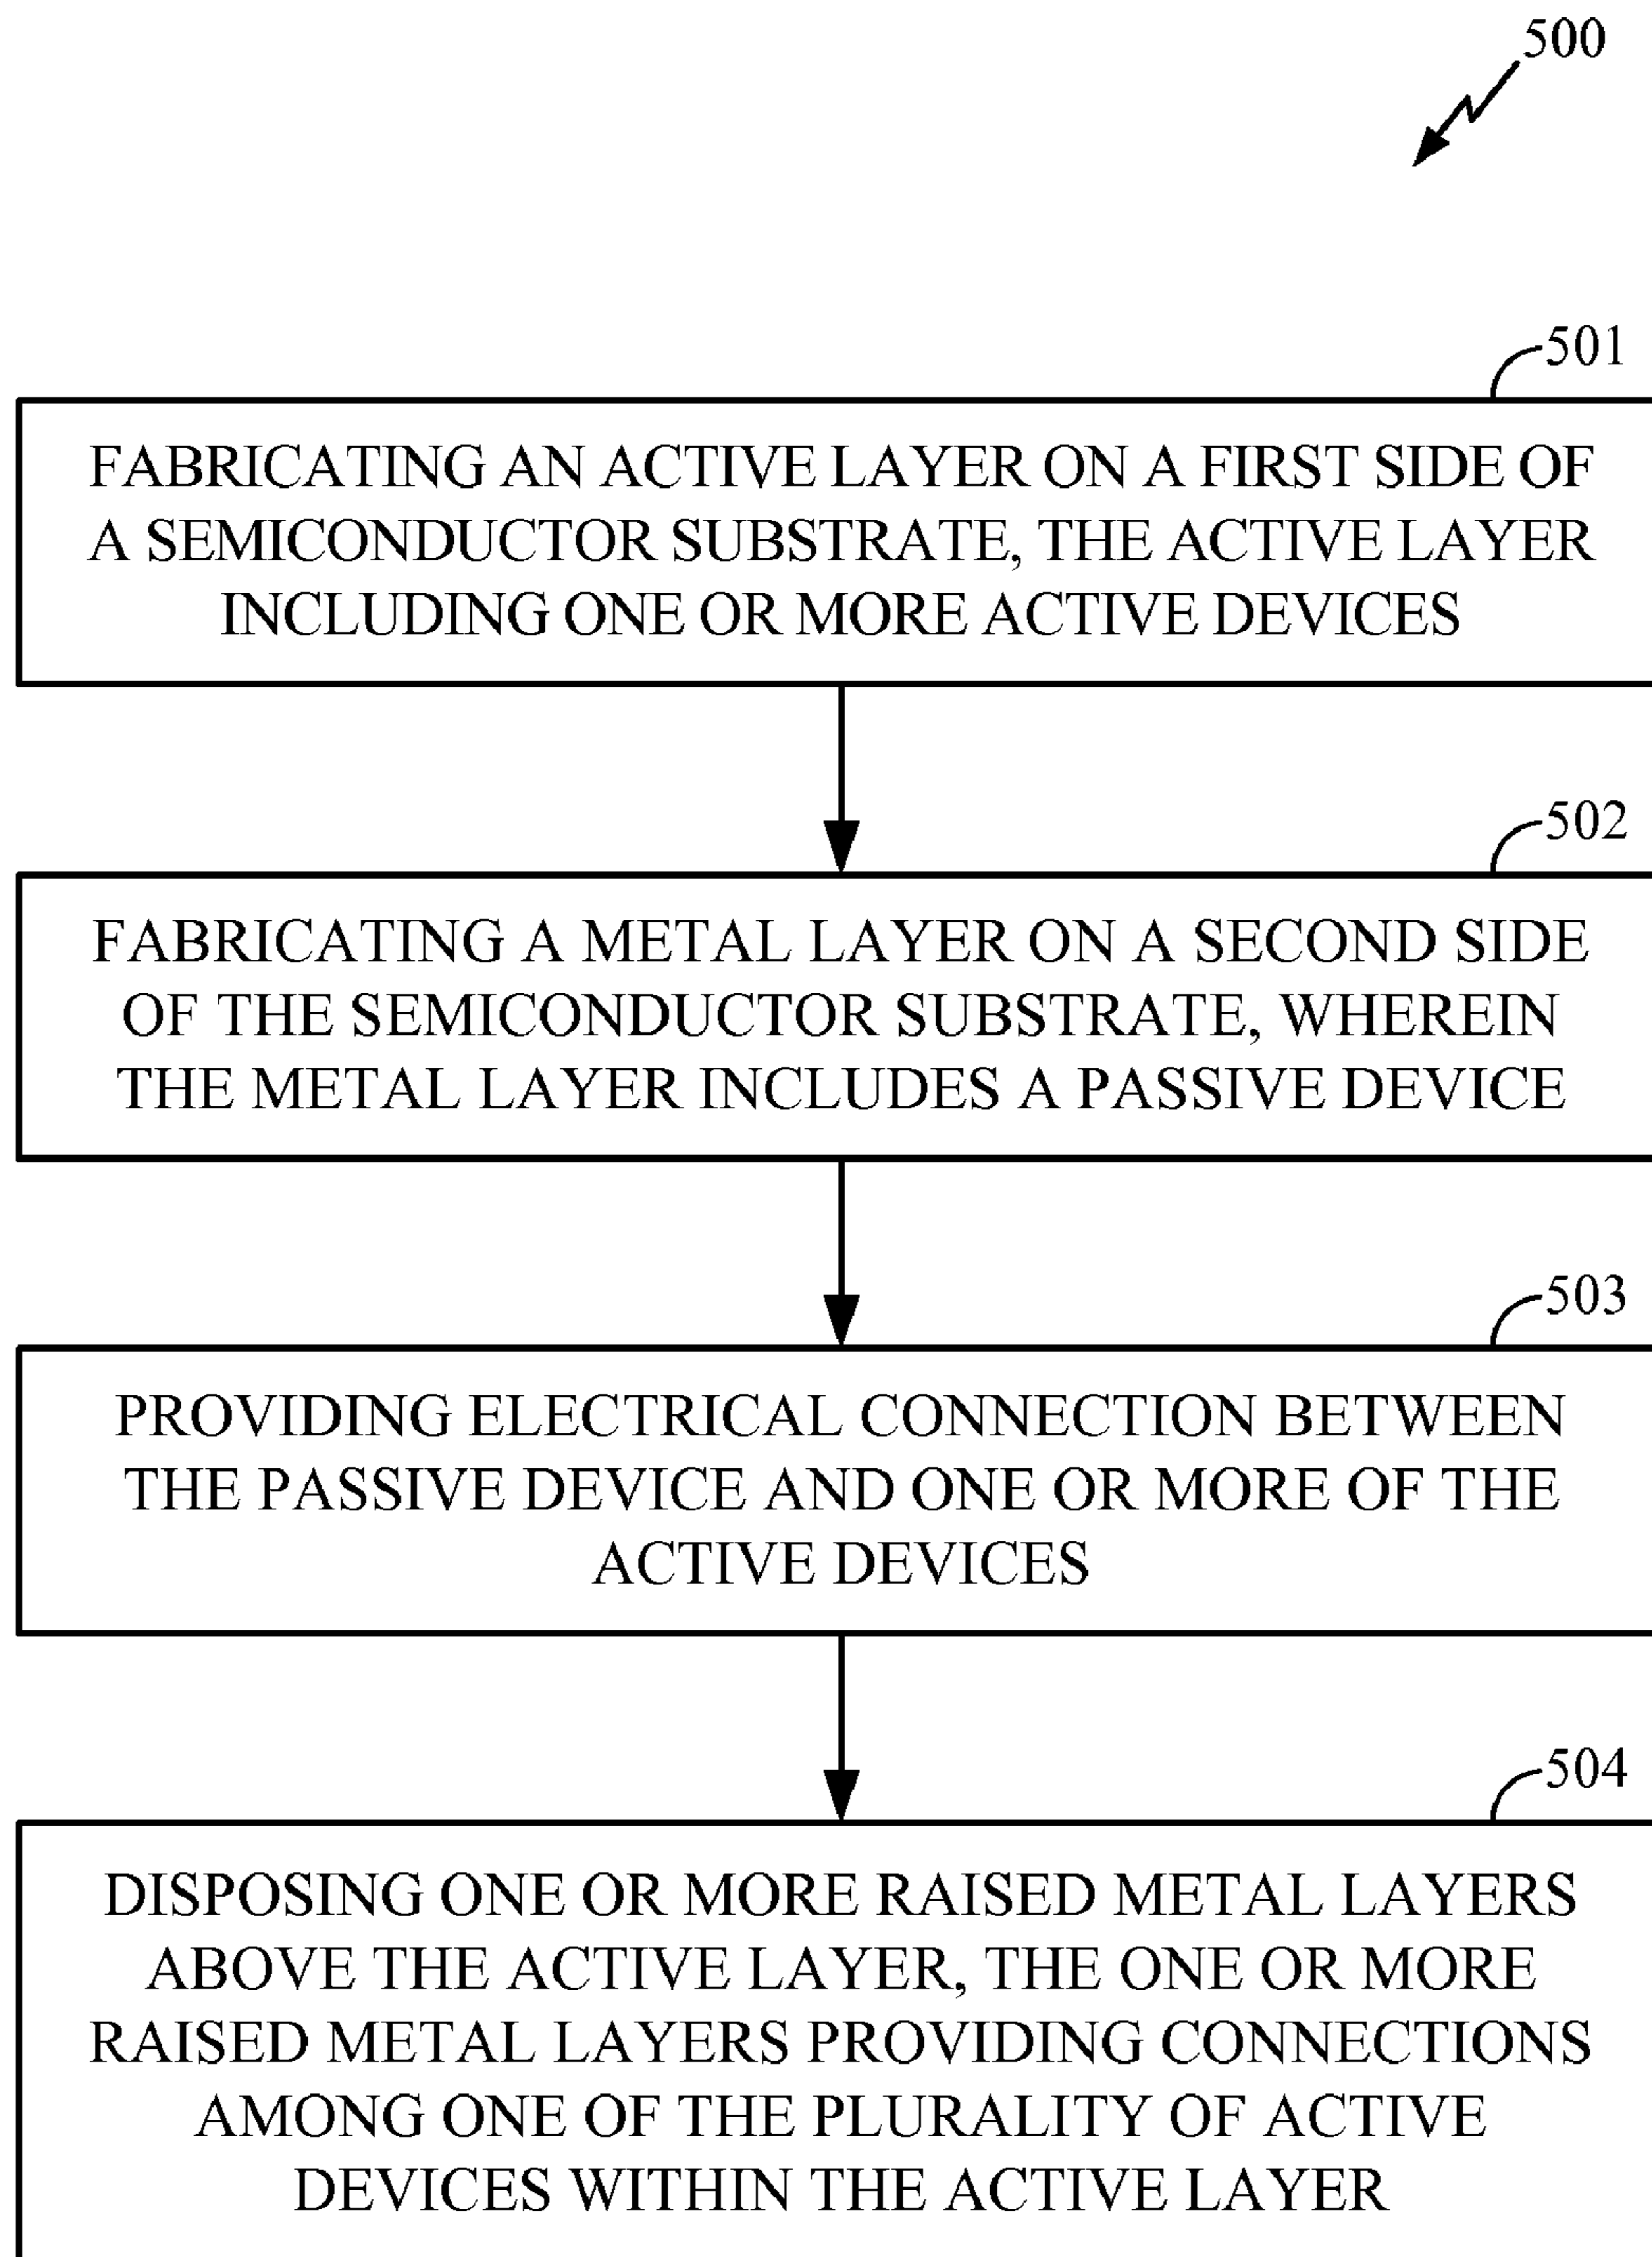 500
501
FABRICATING AN ACTIVE LAYER ON A FIRST SIDE OF
A SEMICONDUCTOR SUBSTRATE, THE ACTIVE LAYER
INCLUDING ONE OR MORE ACTIVE DEVICES
502
FABRICATING A METAL LAYER ON A SECOND SIDE
OF THE SEMICONDUCTOR SUBSTRATE, WHEREIN
THE METAL LAYER INCLUDES A PASSIVE DEVICE
503
PROVIDING ELECTRICAL CONNECTION BETWEEN
THE PASSIVE DEVICE AND ONE OR MORE OF THE
ACTIVE DEVICES
504
DISPOSING ONE OR MORE RAISED METAL LAYERS
ABOVE THE ACTIVE LAYER, THE ONE OR MORE
RAISED METAL LAYERS PROVIDING CONNECTIONS
AMONG ONE OF THE PLURALITY OF ACTIVE
DEVICES WITHIN THE ACTIVE LAYER